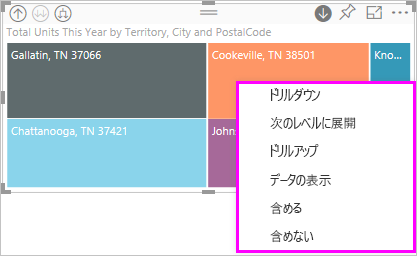 Total Units This Year by Territory, City and PostalCode
Gallatin, TN 37066
Cookeville, TN 38501
Kno...
Chattanooga, TN 37421
Johns
ドリルダウン
次のレベルに展開
ドリルアップ
データの表示
含める
含めない